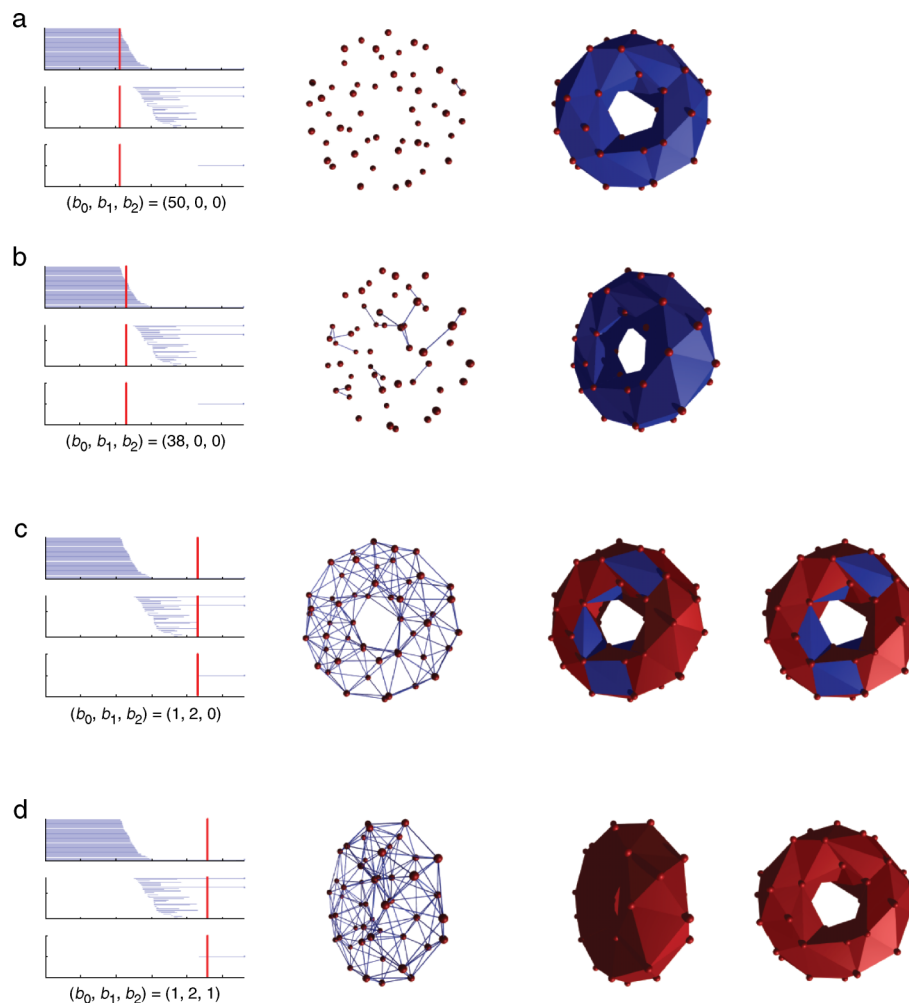 a
(b₀, b₁, b₂) = (50, 0, 0)
b
(b₀, b₁, b₂) = (38, 0, 0)
c
(b₀, b₁, b₂) = (1, 2, 0)
d
(b₀, b₁, b₂) = (1, 2, 1)